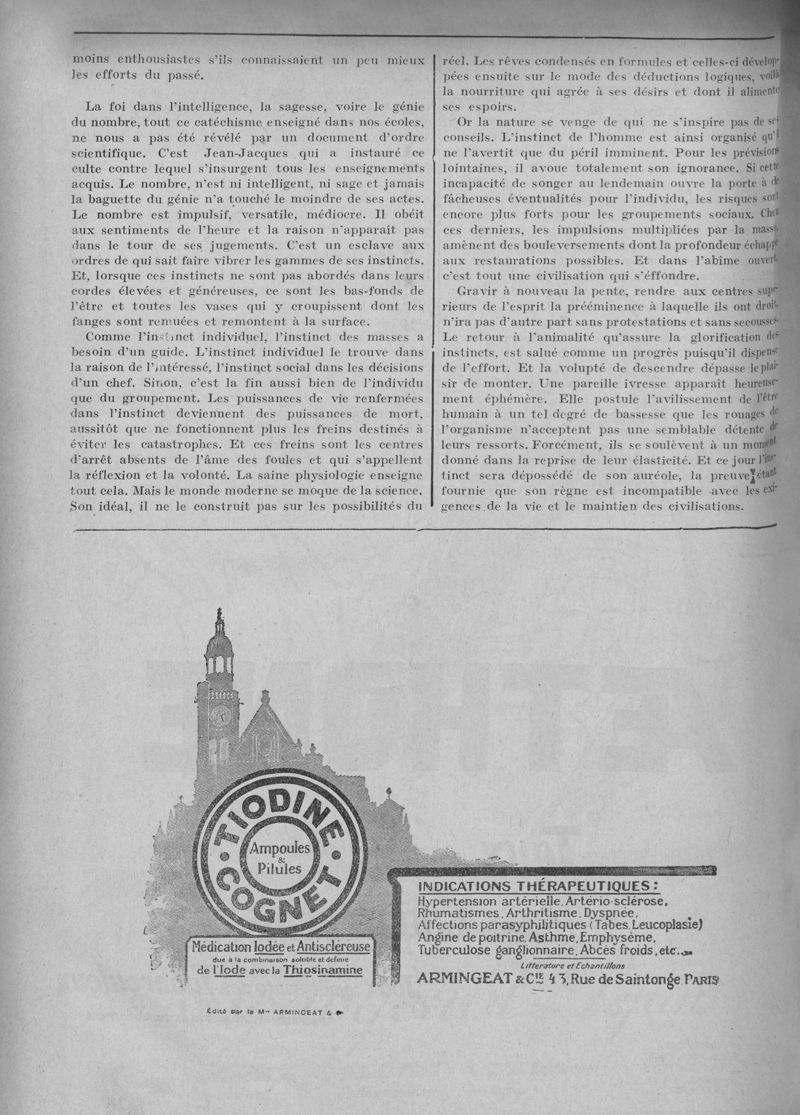 moins enthousiastes s'ils connaissaient un peu mieux
les efforts du passé.
La foi dans l'intelligence, la sagesse, voire le génie
du nombre, tout ce catéchisme enseigné dans nos écoles,
ne nous a pas été révélé par un document d'ordre
scientifique. C'est Jean-Jacques qui a instauré ce
culte contre lequel s'insurgent tous les enseignements
acquis. Le nombre, n'est ni intelligent, ni sage et jamais
la baguette du génie n'a touché le moindre de ses actes.
Le nombre est impulsif, versatile, médiocre. Il obéit
aux sentiments de l'heure et la raison n'apparaît pas
dans le tour de ses jugements. C'est un esclave aux
ordres de qui sait faire vibrer les gammes de ses instincts.
Et, lorsque ces instincts ne sont pas abordés dans leurs
cordes élevées et généreuses, ce sont les bas-fonds de
l'être et toutes les vases qui y croupissent dont les
fanges sont remuées et remontent à la surface.
Comme l'instinct individuel, l'instinct des masses a
besoin d'un guide. L'instinct individuel le trouve dans
la raison de l'intéressé, l'instinct social dans les décisions
d'un chef. Sinon, c'est la fin aussi bien de l'individu
que du groupement. Les puissances de vie renfermées
dans l'instinct deviennent des puissances de mort,
aussitôt que ne fonctionnent plus les freins destinés à
éviter les catastrophes. Et ces freins sont les centres
d'arrêt absents de l'âme des foules et qui s'appellent
la réflexion et la volonté. La saine physiologie enseigne
tout cela. Mais le monde moderne se moque de la science.
Son idéal, il ne le construit pas sur les possibilités du
réel. Les rêves condensés en formules et celles-ci dévelop-
pées ensuite sur le mode des déductions logiques, voilà
la nourriture qui agrée à ses désirs et dont il alimente
ses espoirs.
Or la nature se venge de qui ne s'inspire pas de ses
conseils. L'instinct de l'homme est ainsi organisé qu'il
ne l'avertit que du péril imminent. Pour les prévisions
lointaines, il avoue totalement son ignorance. Si cette
incapacité de songer au lendemain ouvre la porte à de
fâcheuses éventualités pour l'individu, les risques sont
encore plus forts pour les groupements sociaux. Chez
ces derniers, les impulsions multipliées par la masse
amènent des bouleversements dont la profondeur échappe
aux restaurations possibles. Et dans l'abîme ouvert,
c'est tout une civilisation qui s'éffondre.
Gravir à nouveau la pente, rendre aux centres supé-
rieurs de l'esprit la prééminence à laquelle ils ont droit,
n'ira pas d'autre part sans protestations et sans secousses.
Le retour à l'animalité qu'assure la glorification des
instincts, est salué comme un progrès puisqu'il dispense
de l'effort. Et la volupté de descendre dépasse le plai-
sir de monter. Une pareille ivresse apparaît heureuse-
ment éphémère. Elle postule l'avilissement de l'être
humain à un tel degré de bassesse que les rouages de
l'organisme n'acceptent pas une semblable détente de
leurs ressorts. Forcément, ils se soulèvent à un moment
donné dans la reprise de leur élasticité. Et ce jour l'ins-
tinct sera dépossédé de son auréole, la preuve étant
fournie que son règne est incompatible avec les exi-
gences de la vie et le maintien des civilisations.
TIODINE
COGNET
Ampoules
&
Pilules
Médication Iodée et Antiscléreuse
due à la combinaison soluble et définie
de l'Iode avec la Thiosinamine
INDICATIONS THÉRAPEUTIQUES :
Hypertension artérielle. Artério-sclérose,
Rhumatismes, Arthritisme, Dyspnée,
Affections parasyphilitiques (Tabes, Leucoplasie)
Angine de poitrine, Asthme, Emphysème,
Tuberculose ganglionnaire, Abcès froids, etc.
Littérature et Echantillons
ARMINGEAT & Cie 43, Rue de Saintonge PARIS
Édité par la Mon ARMINGEAT &